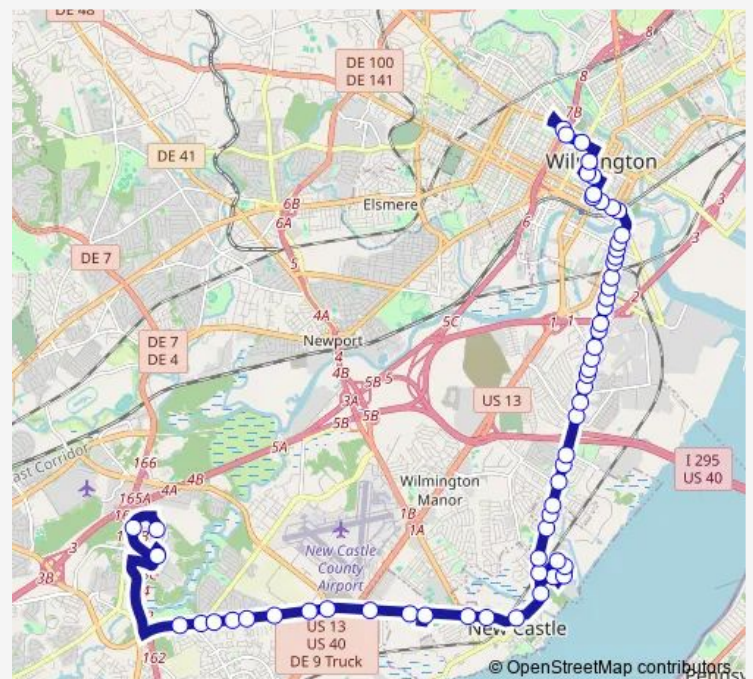 DE 48
8
DE 100
DE 141
8
7B
DE 41
Wilmington
6B
6A
Elsmere
3
6
3
DE 7
5
2
4A
5C
1
1
DE 7
DE 4
Newport
4
4B
5B
5
3A
5B
5B
US 13
5A
East Corridor
166
4B
4A
165A
I 295
US 40
Wilmington
Manor
1B
1A
3
3B
New Castle
County
Airport
4
US 13
US 40
DE 9 Truck
New Castle
162
© OpenStreetMap contributors